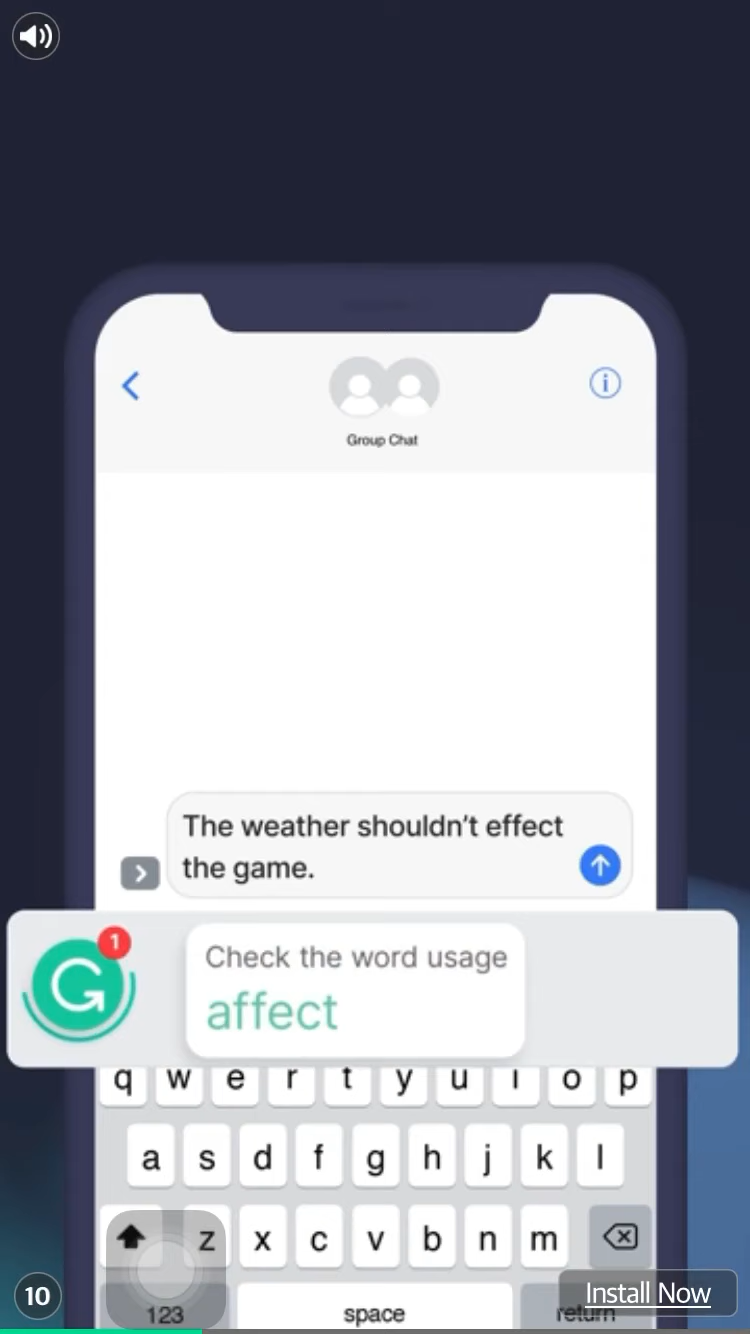 Group Chat
The weather shouldn’t effect
the game.
1
Check the word usage
affect
q w e r t y u i o p
a s d f g h j k l
z x c v b n m
123 space return
10
Install Now